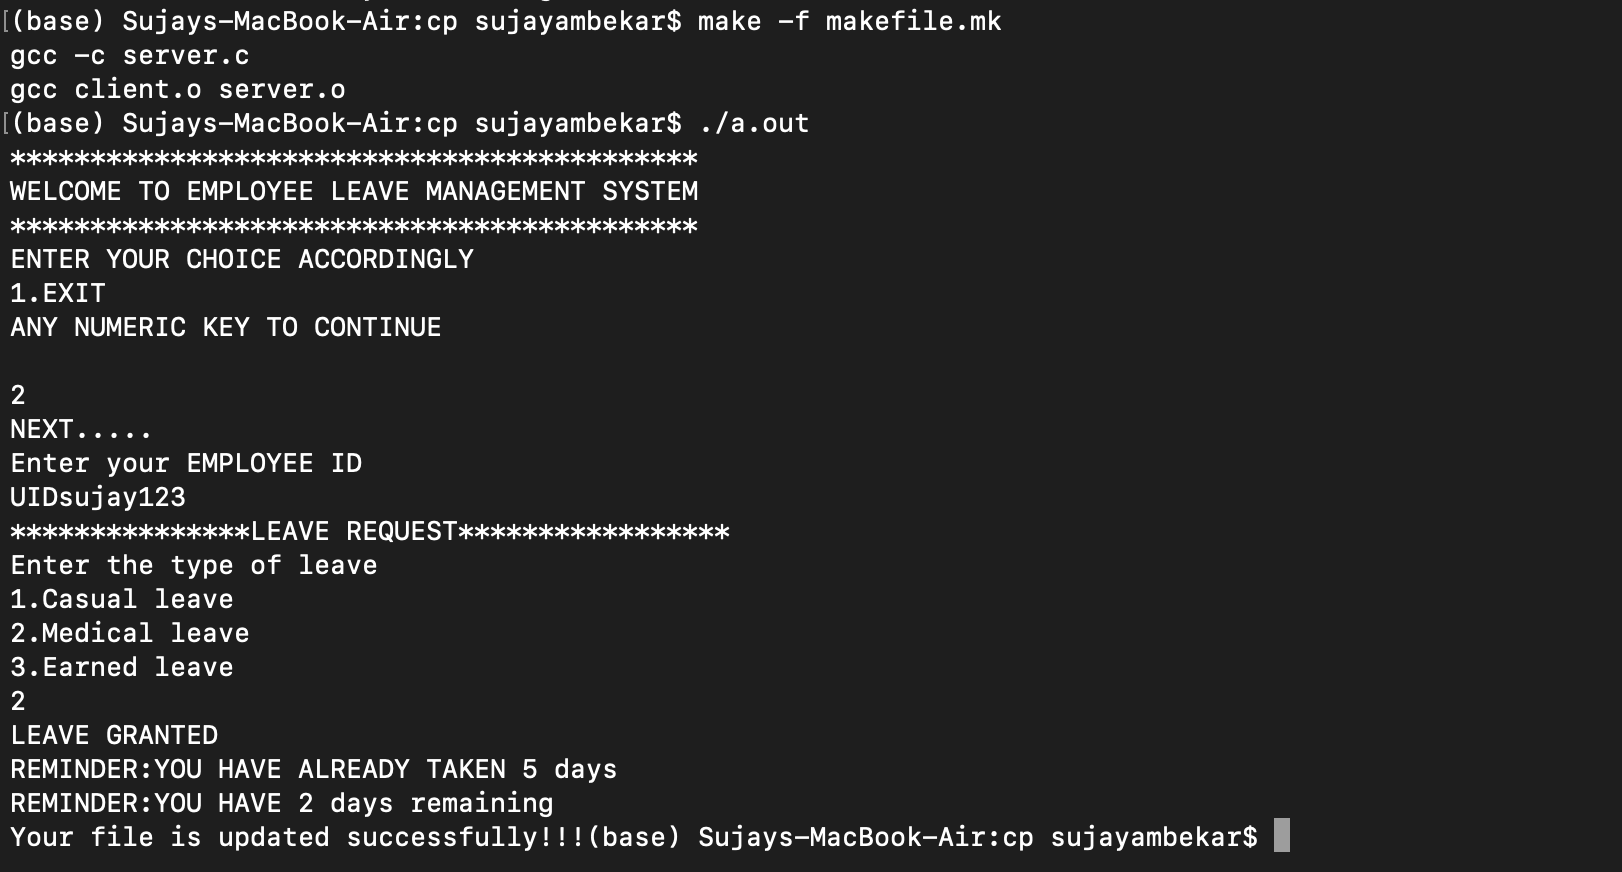 [(base) Sujays-MacBook-Air:cp sujayambekar$ make -f makefile.mk
gcc -c server.c
gcc client.o server.o
[(base) Sujays-MacBook-Air:cp sujayambekar$ ./a.out
*******************************************
WELCOME TO EMPLOYEE LEAVE MANAGEMENT SYSTEM
*******************************************
ENTER YOUR CHOICE ACCORDINGLY
1.EXIT
ANY NUMERIC KEY TO CONTINUE
2
NEXT.....
Enter your EMPLOYEE ID
UIDsujay123
***************LEAVE REQUEST*****************
Enter the type of leave
1.Casual leave
2.Medical leave
3.Earned leave
2
LEAVE GRANTED
REMINDER:YOU HAVE ALREADY TAKEN 5 days
REMINDER:YOU HAVE 2 days remaining
Your file is updated successfully!!!(base) Sujays-MacBook-Air:cp sujayambekar$